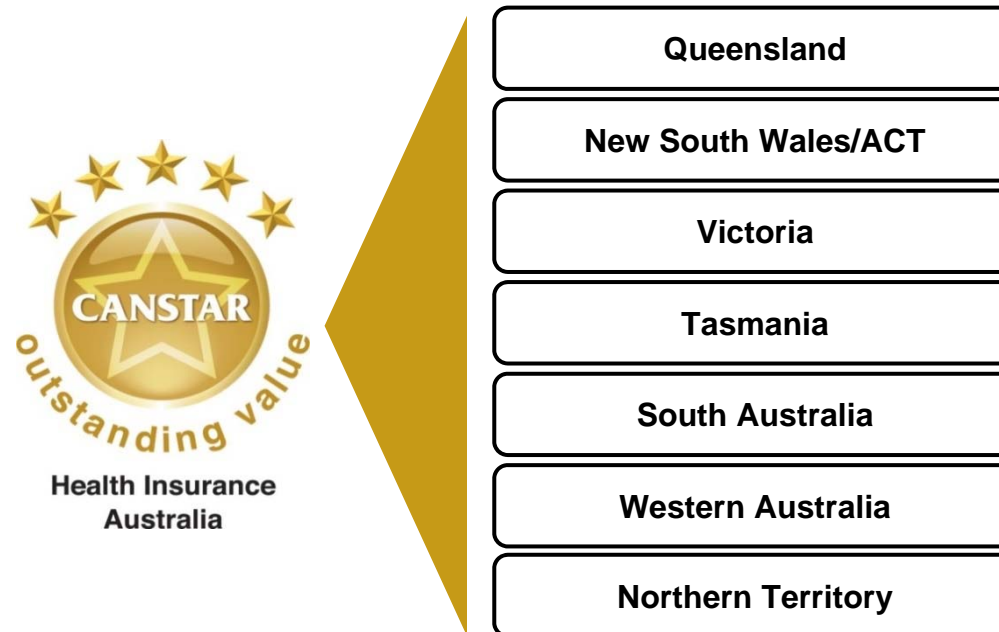 CANSTAR
outstanding value
Health Insurance
Australia
Queensland
New South Wales/ACT
Victoria
Tasmania
South Australia
Western Australia
Northern Territory